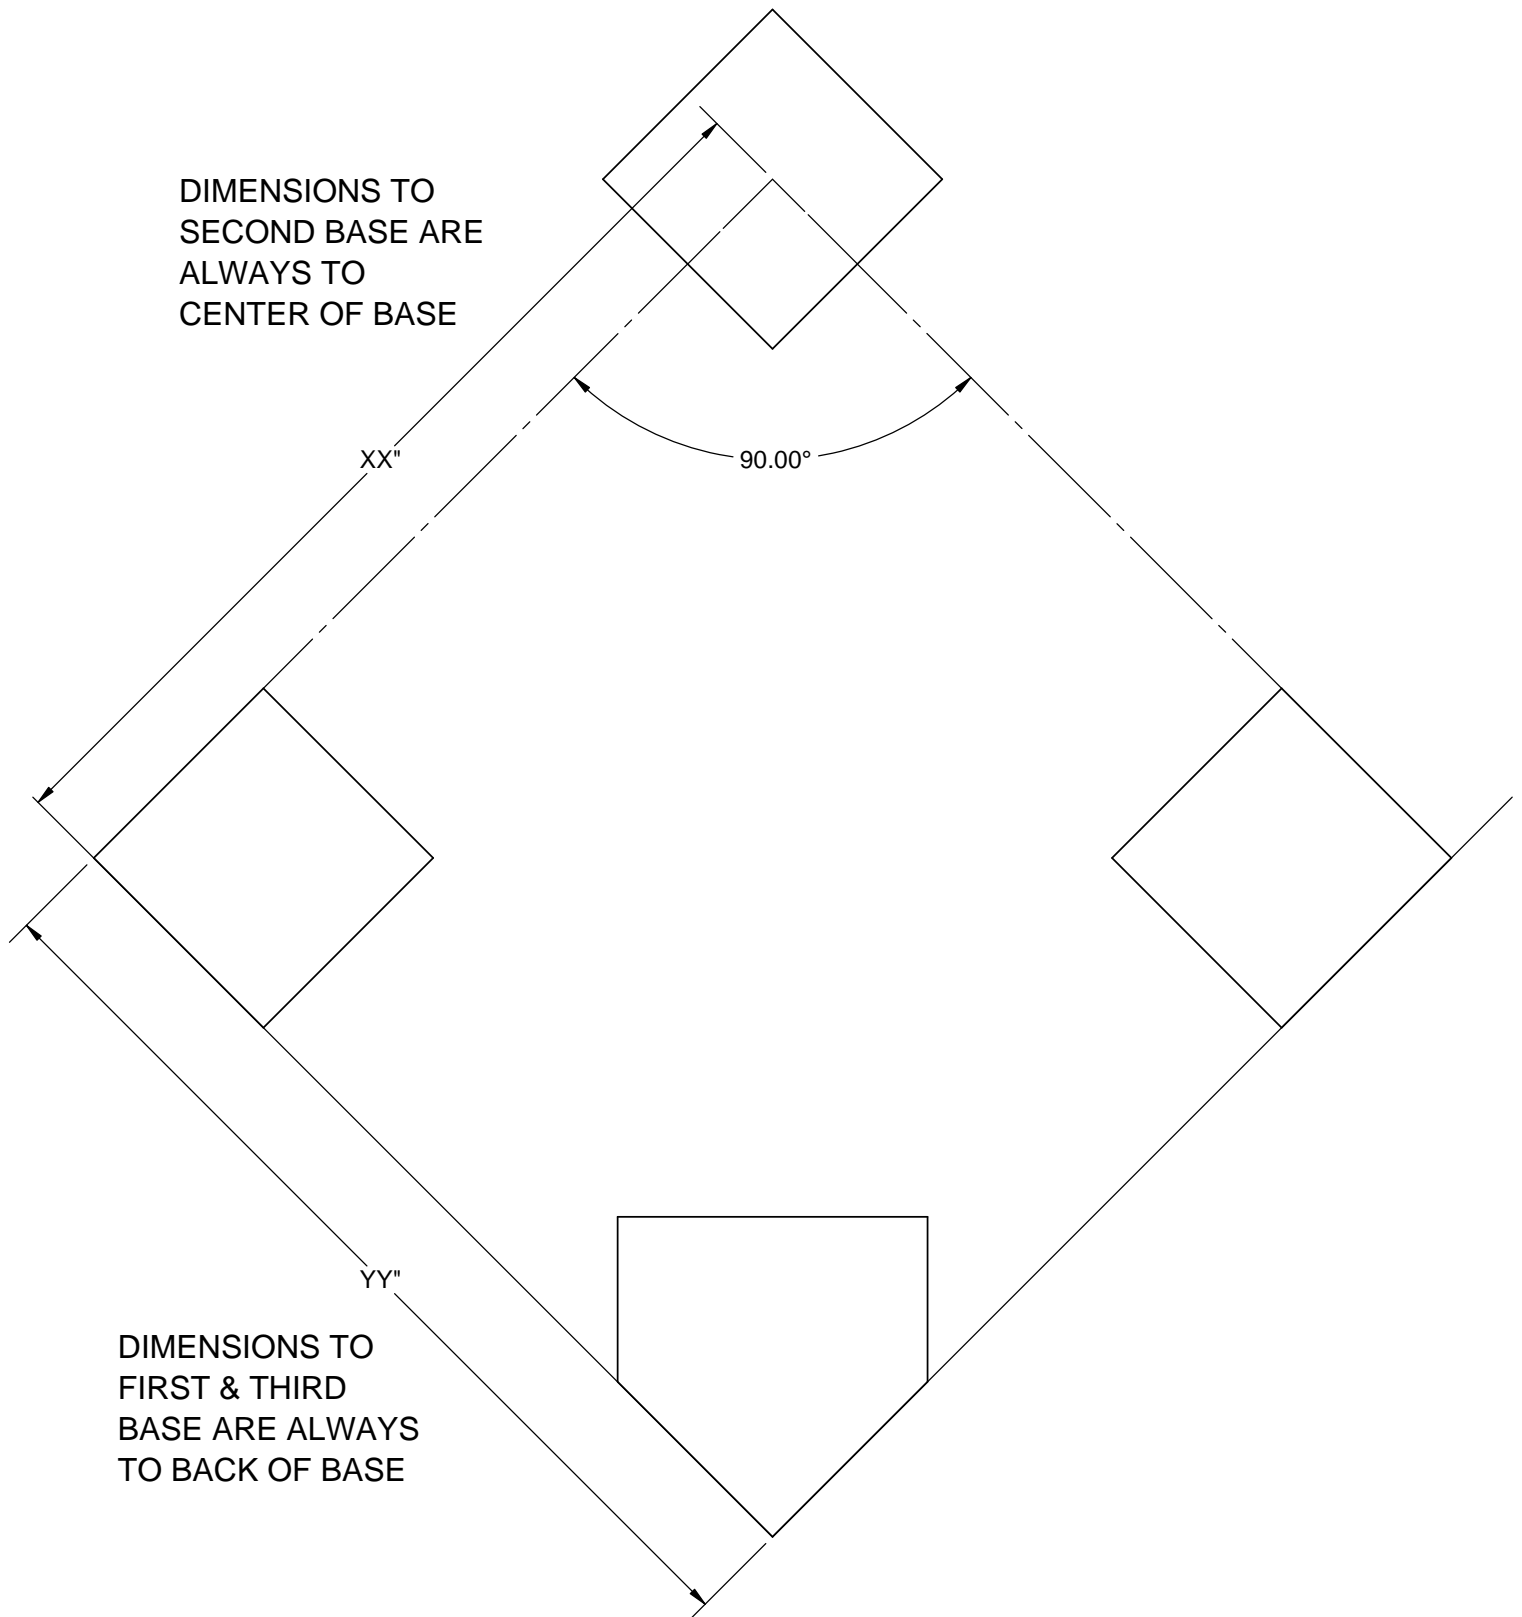 DIMENSIONS TO
SECOND BASE ARE
ALWAYS TO
CENTER OF BASE
XX"
90.00°
YY"
DIMENSIONS TO
FIRST & THIRD
BASE ARE ALWAYS
TO BACK OF BASE